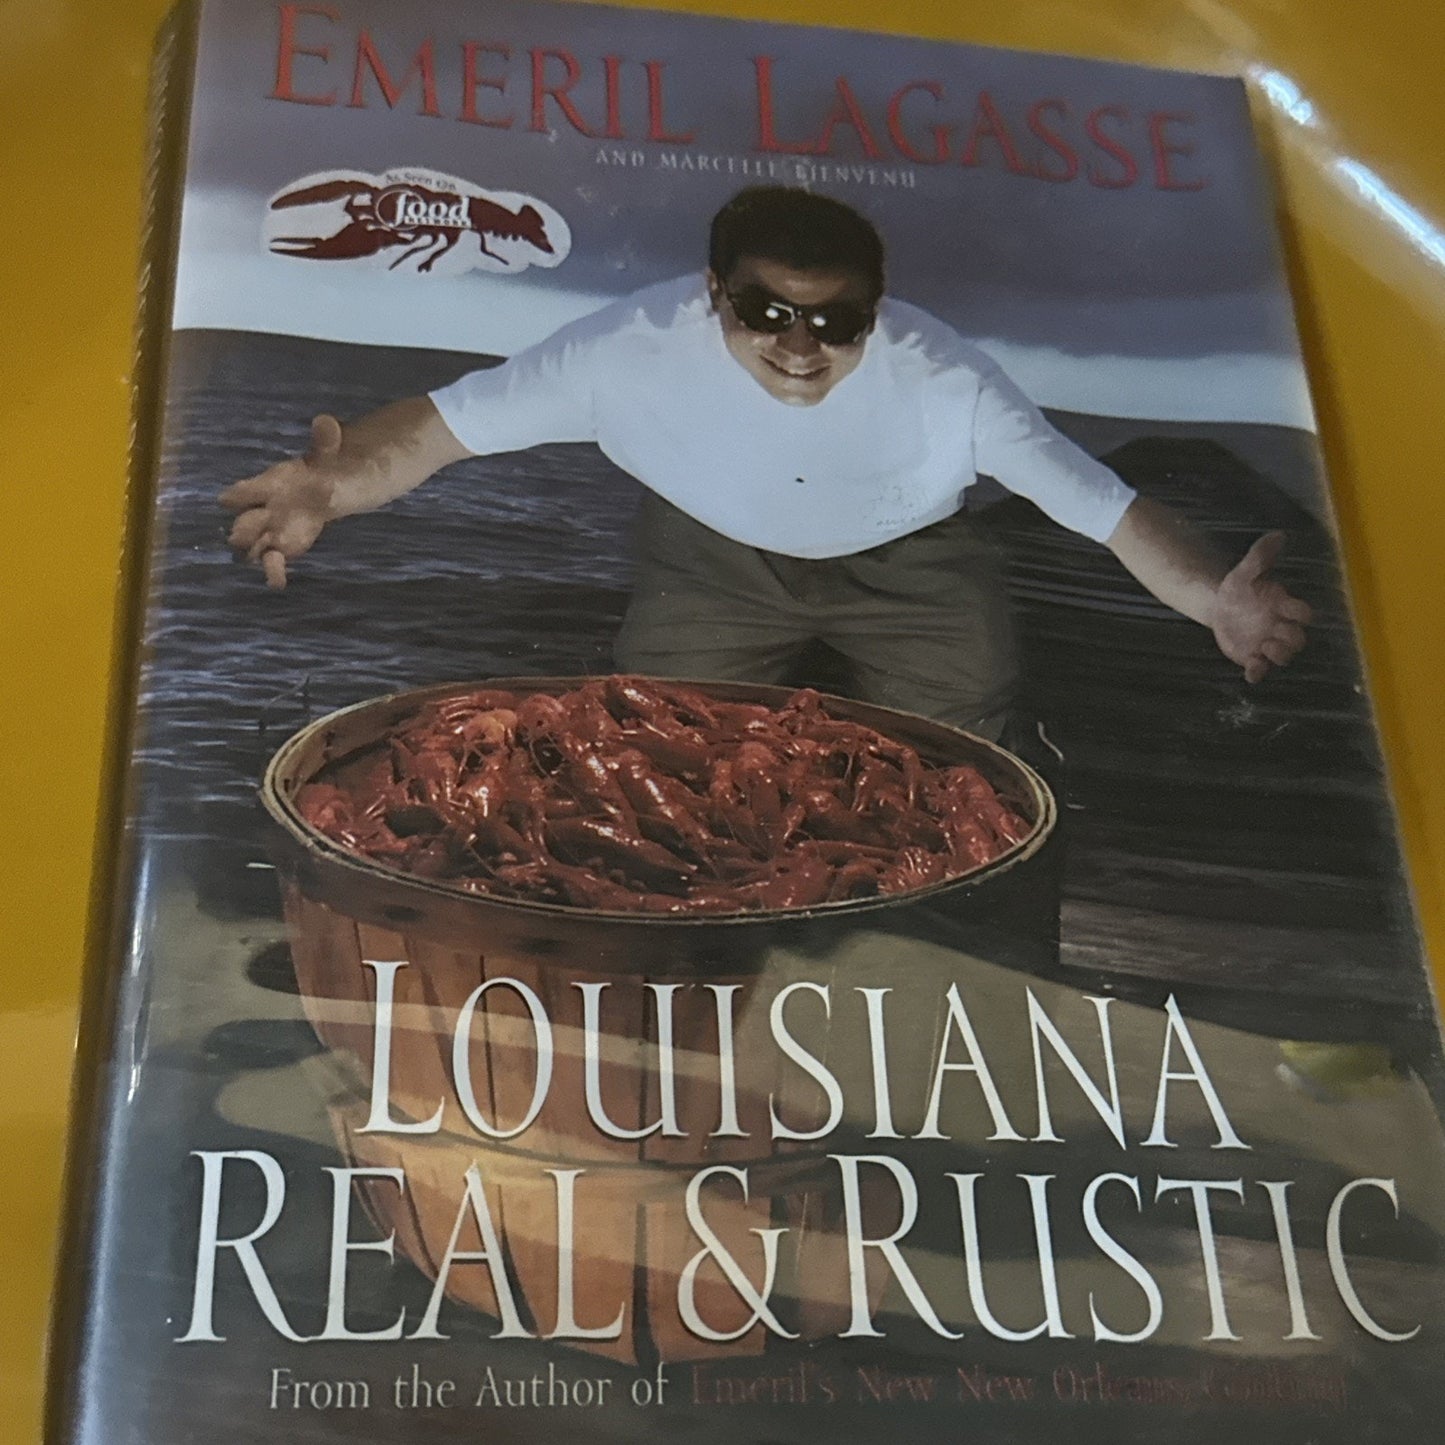 EMERIL LAGASSE
AND MARCELLE BIENVENU
As Seen On
food
NETWORK
LOUISIANA
REAL & RUSTIC
From the Author of Emeril's New New Orleans Cooking